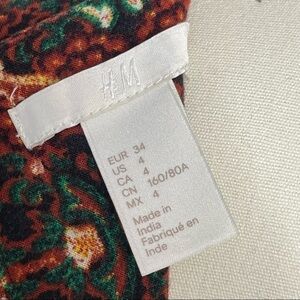 H&M
EUR 34
US 4
CA 4
CN 160/80A
MX 4
Made in
India
Fabriqué en
Inde